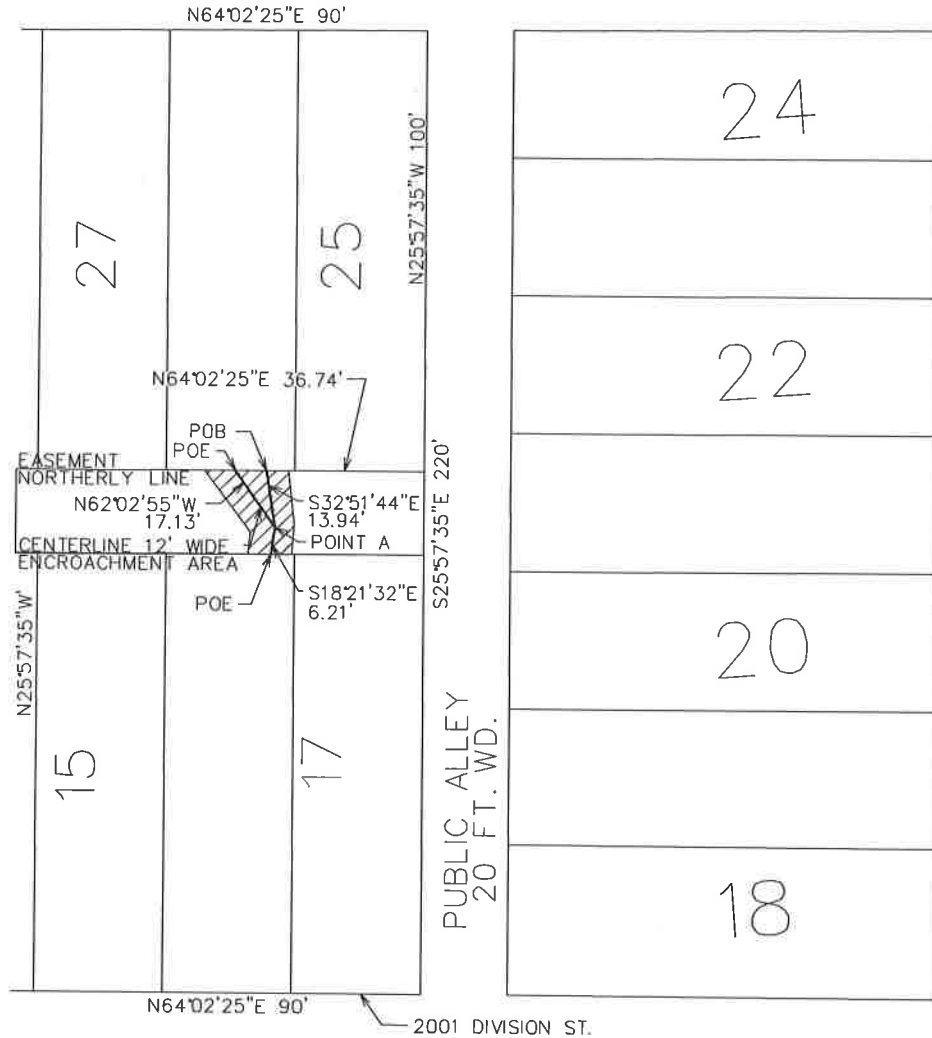 N64°02'25"E 90'
24
N25°57'35"W 100'
27
25
22
N64°02'25"E 36.74'
POB
POE
EASEMENT
NORTHERLY LINE
N62°02'55"W
17.13'
S32°51'44"E
13.94'
POINT A
CENTERLINE 12' WIDE
ENCROACHMENT AREA
S18°21'32"E
6.21'
POE
S25°57'35"E 220'
N25°57'35"W'
20
15
17
PUBLIC ALLEY
20 FT. WD.
18
N64°02'25"E 90'
2001 DIVISION ST.